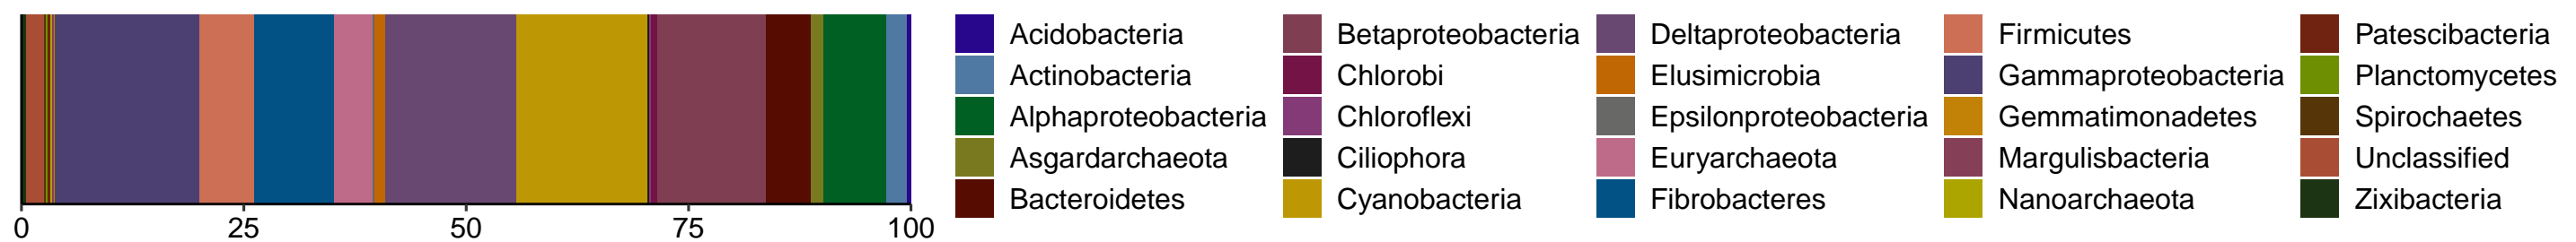 0 25 50 75 100
Acidobacteria
Actinobacteria
Alphaproteobacteria
Asgardarchaeota
Bacteroidetes
Betaproteobacteria
Chlorobi
Chloroflexi
Ciliophora
Cyanobacteria
Deltaproteobacteria
Elusimicrobia
Epsilonproteobacteria
Euryarchaeota
Fibrobacteres
Firmicutes
Gammaproteobacteria
Gemmatimonadetes
Margulisbacteria
Nanoarchaeota
Patescibacteria
Planctomycetes
Spirochaetes
Unclassified
Zixibacteria